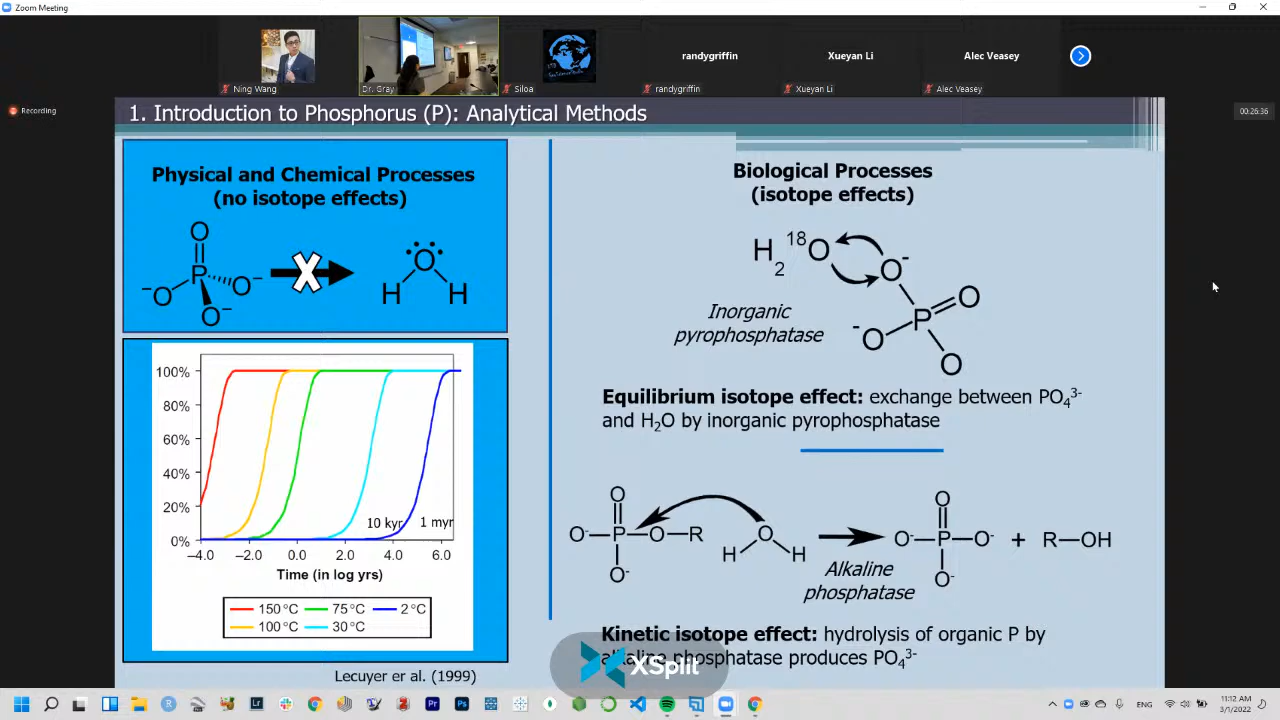 Zoom Meeting
randygriffin
Xueyan Li
Alec Veasey
Ning Wang
Dr. Gray
Siloa
randygriffin
Xueyan Li
Alec Veasey
Recording
00:26:36
1. Introduction to Phosphorus (P): Analytical Methods
Physical and Chemical Processes
(no isotope effects)
O
P
⁻O
O⁻
O⁻
X
O
H H
100%
80%
60%
40%
20%
0%
10 kyr
1 myr
–4.0 –2.0 0.0 2.0 4.0 6.0
Time (in log yrs)
150 °C 75 °C 2 °C
100 °C 30 °C
Lecuyer et al. (1999)
Biological Processes
(isotope effects)
H₂¹⁸O
O⁻
P
O
⁻O
O
Inorganic
pyrophosphatase
Equilibrium isotope effect: exchange between PO₄³⁻
and H₂O by inorganic pyrophosphatase
O
O⁻—P—O—R
O⁻
O
H H
O
O⁻—P—O⁻ + R—OH
O⁻
Alkaline
phosphatase
Kinetic isotope effect: hydrolysis of organic P by
alkaline phosphatase produces PO₄³⁻
XSplit
ENG
11:12 AM
3/1/2022